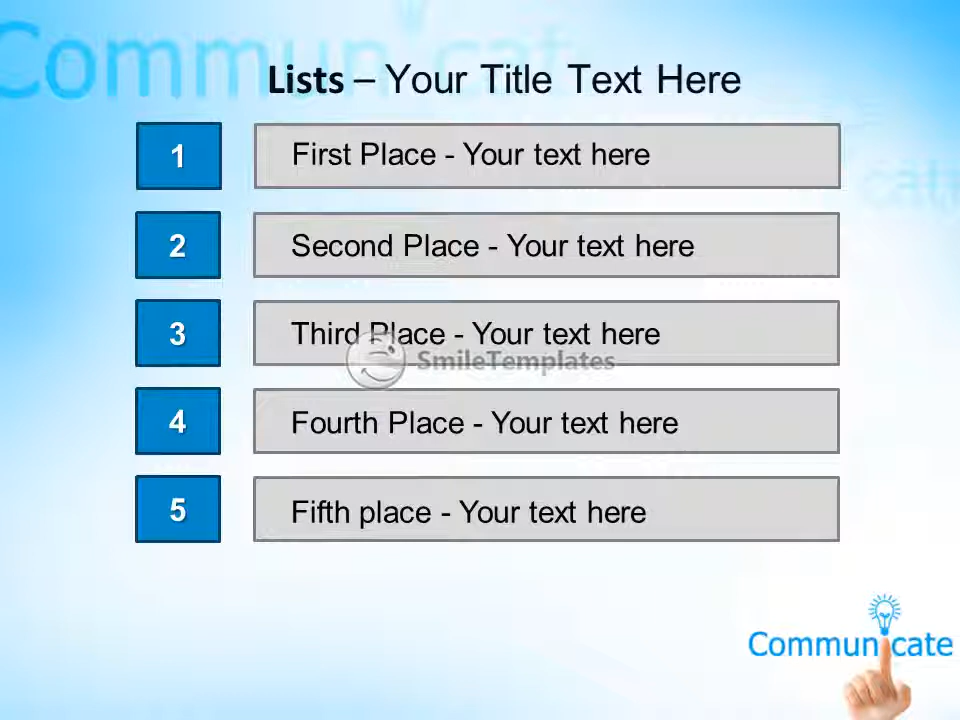 Communicate
Lists – Your Title Text Here
1 First Place - Your text here
2 Second Place - Your text here
3 Third Place - Your text here
SmileTemplates
4 Fourth Place - Your text here
5 Fifth place - Your text here
Communicate